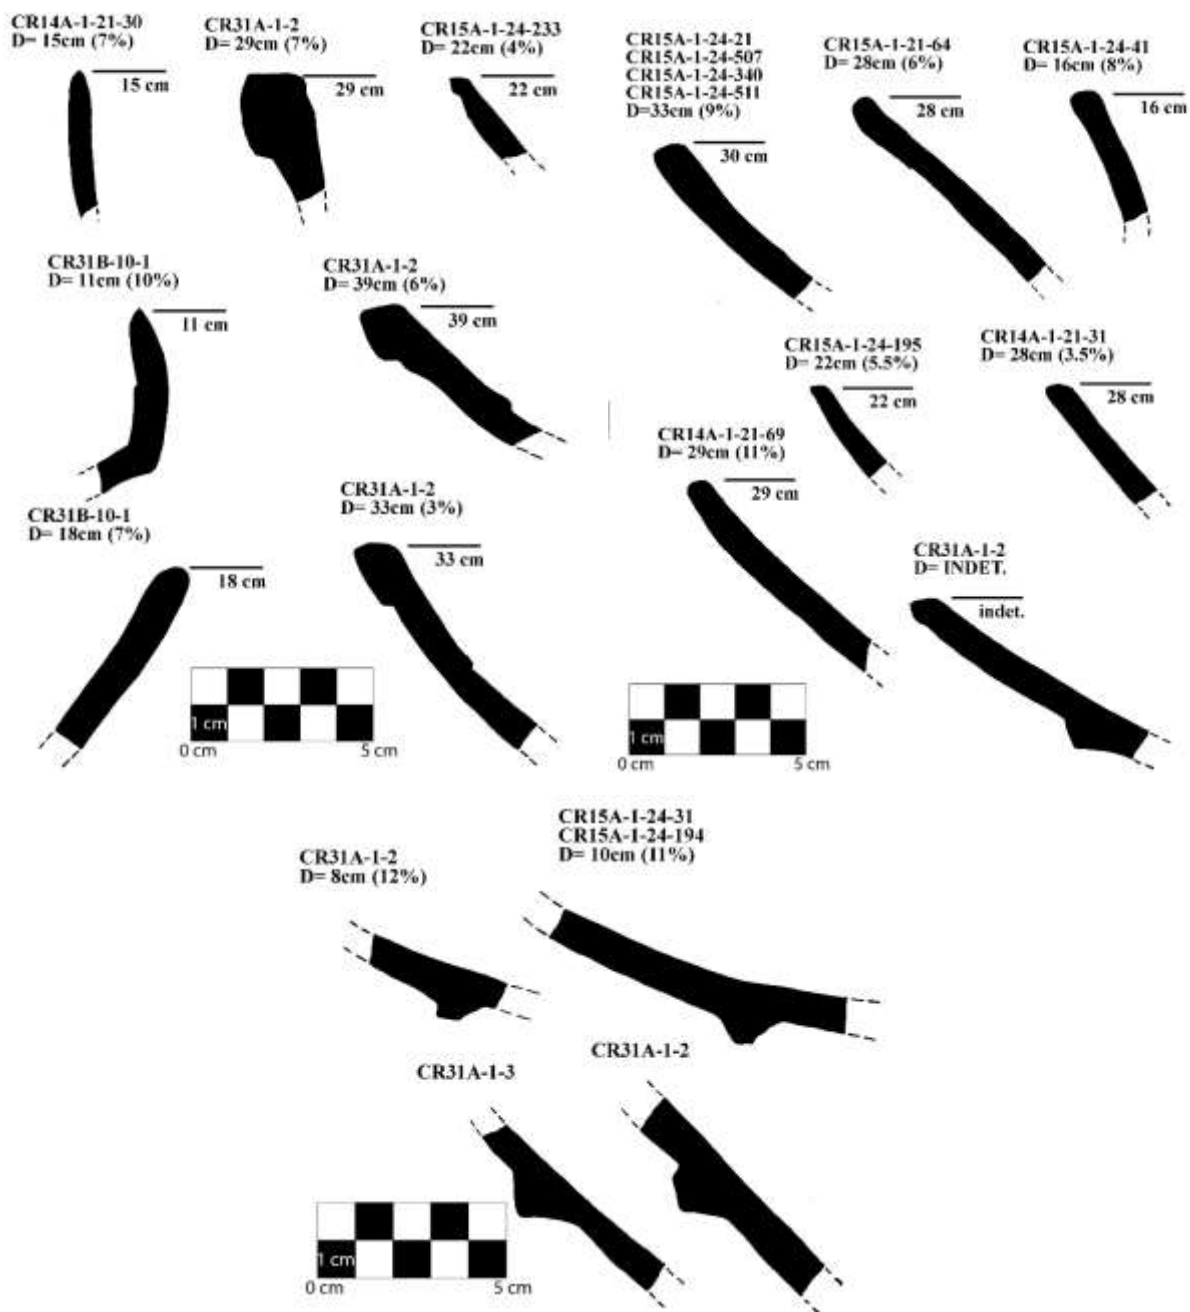 CR14A-1-21-30
D= 15cm (7%)
15 cm
CR31A-1-2
D= 29cm (7%)
29 cm
CR15A-1-24-233
D= 22cm (4%)
22 cm
CR15A-1-24-21
CR15A-1-24-507
CR15A-1-24-340
CR15A-1-24-511
D=33cm (9%)
30 cm
CR15A-1-21-64
D= 28cm (6%)
28 cm
CR15A-1-24-41
D= 16cm (8%)
16 cm
CR31B-10-1
D= 11cm (10%)
11 cm
CR31A-1-2
D= 39cm (6%)
39 cm
CR15A-1-24-195
D= 22cm (5.5%)
22 cm
CR14A-1-21-31
D= 28cm (3.5%)
28 cm
CR14A-1-21-69
D= 29cm (11%)
29 cm
CR31B-10-1
D= 18cm (7%)
18 cm
CR31A-1-2
D= 33cm (3%)
33 cm
CR31A-1-2
D= INDET.
indet.
1 cm
0 cm
5 cm
1 cm
0 cm
5 cm
CR31A-1-2
D= 8cm (12%)
CR15A-1-24-31
CR15A-1-24-194
D= 10cm (11%)
CR31A-1-3
CR31A-1-2
1 cm
0 cm
5 cm